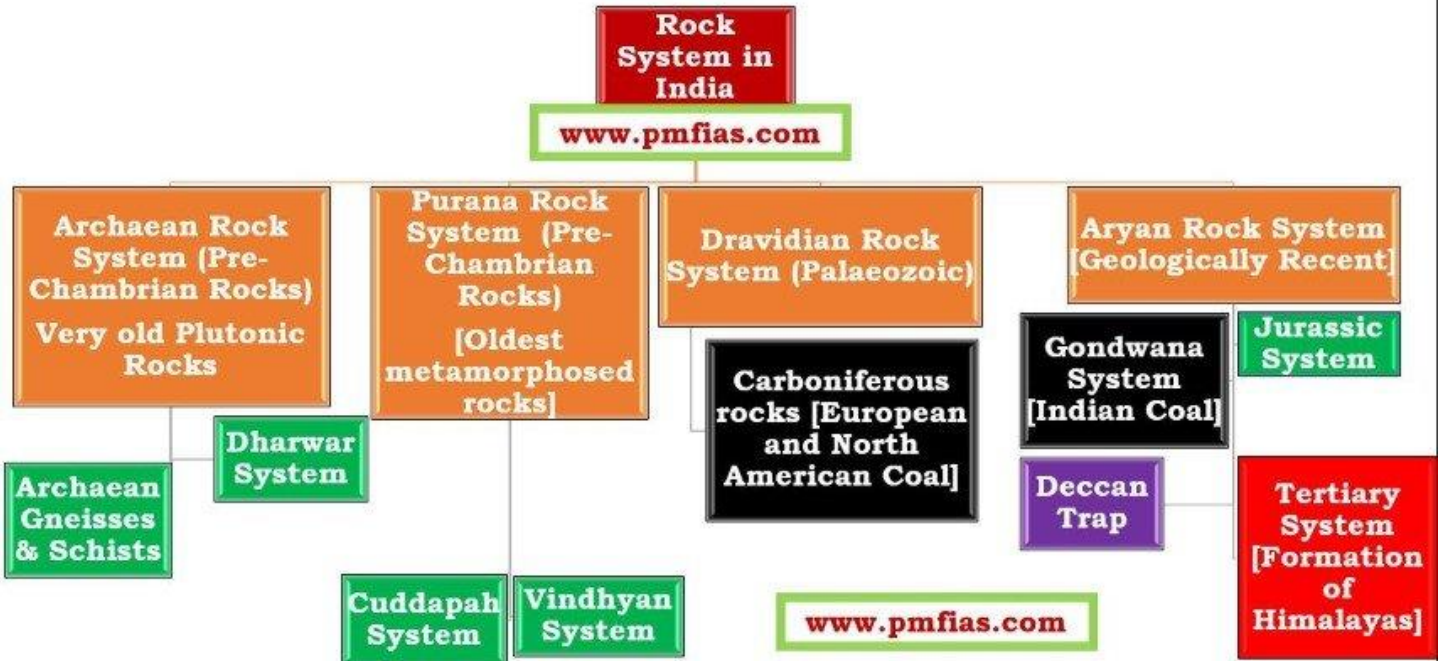 Rock
System in
India
www.pmfias.com
Archaean Rock
System (Pre-
Chambrian Rocks)
Very old Plutonic
Rocks
Purana Rock
System (Pre-
Chambrian
Rocks)
[Oldest
metamorphosed
rocks]
Dravidian Rock
System (Palaeozoic)
Aryan Rock System
[Geologically Recent]
Archaean
Gneisses
& Schists
Dharwar
System
Cuddapah
System
Vindhyan
System
Carboniferous
rocks [European
and North
American Coal]
Gondwana
System
[Indian Coal]
Jurassic
System
Deccan
Trap
Tertiary
System
[Formation
of
Himalayas]
www.pmfias.com